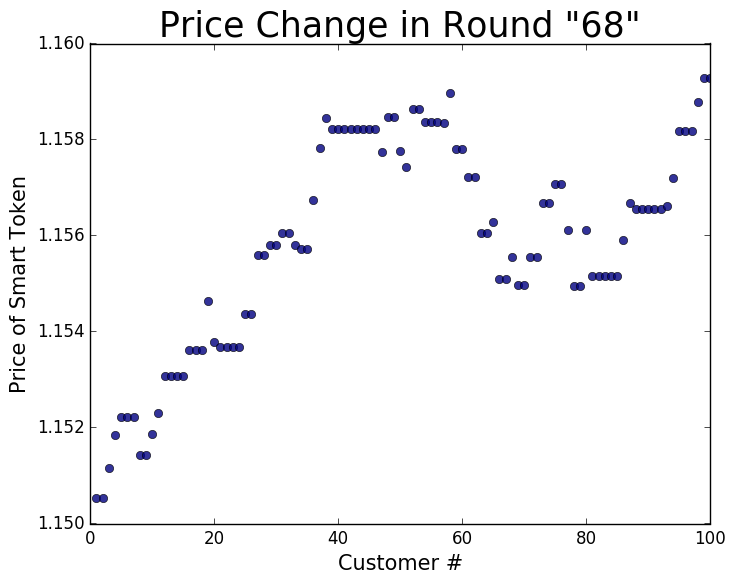 Price Change in Round "68"
1.160
1.158
1.156
1.154
1.152
1.150
Price of Smart Token
0 20 40 60 80 100
Customer #